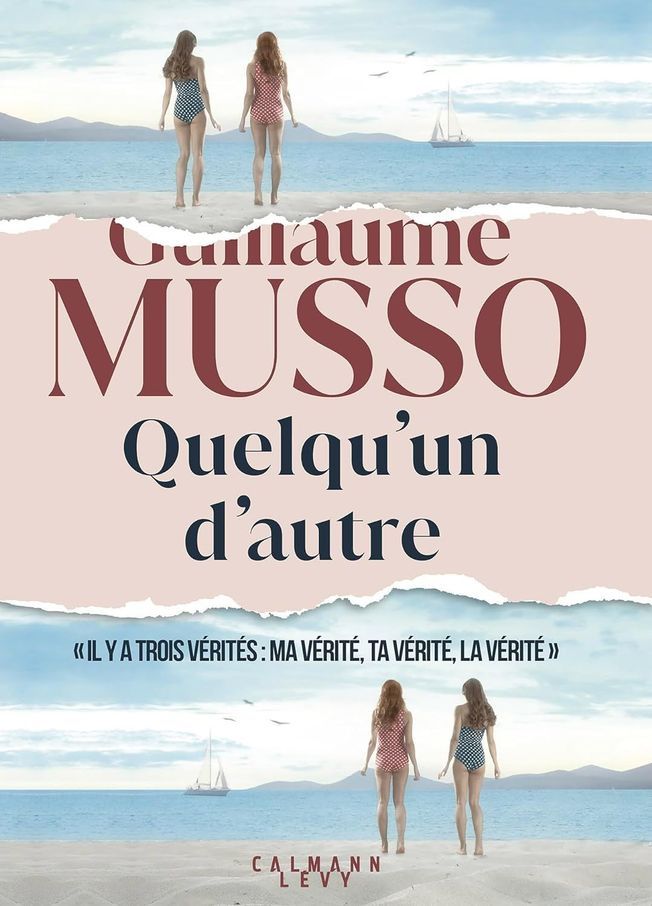 Guillaume
MUSSO
Quelqu'un
d'autre
« IL Y A TROIS VÉRITÉS : MA VÉRITÉ, TA VÉRITÉ, LA VÉRITÉ »
CALMANN
LEVY